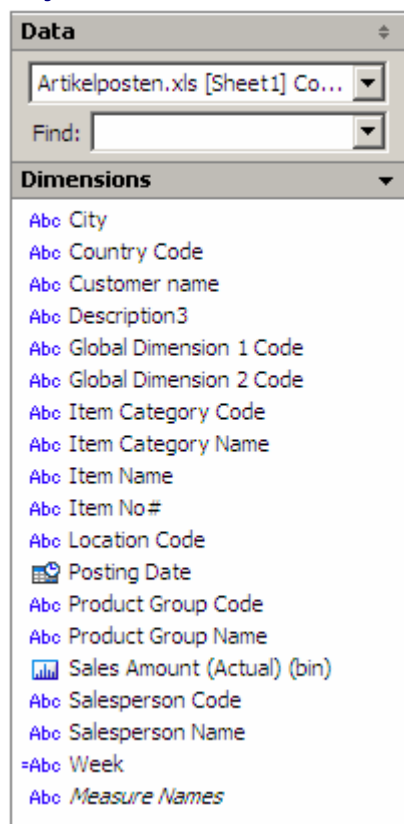 Data
Artikelposten.xls [Sheet1] Co...
Find:
Dimensions
Abc City
Abc Country Code
Abc Customer name
Abc Description3
Abc Global Dimension 1 Code
Abc Global Dimension 2 Code
Abc Item Category Code
Abc Item Category Name
Abc Item Name
Abc Item No#
Abc Location Code
Posting Date
Abc Product Group Code
Abc Product Group Name
Sales Amount (Actual) (bin)
Abc Salesperson Code
Abc Salesperson Name
=Abc Week
Abc Measure Names